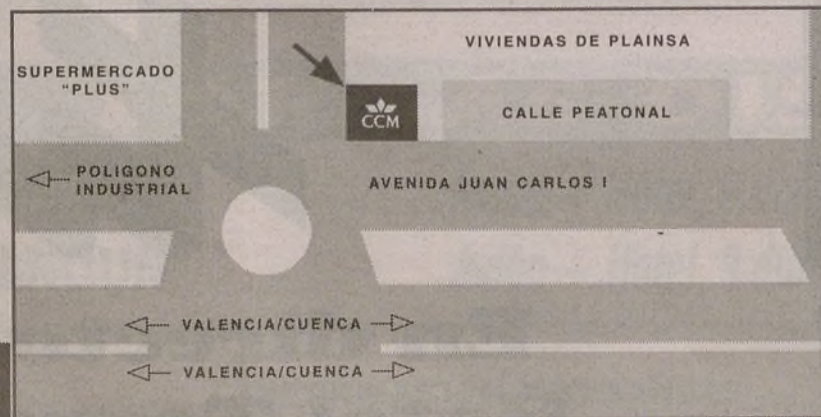 VIVIENDAS DE PLAINSA
SUPERMERCADO
"PLUS"
CCM
CALLE PEATONAL
POLIGONO
INDUSTRIAL
AVENIDA JUAN CARLOS I
VALENCIA/CUENCA
VALENCIA/CUENCA